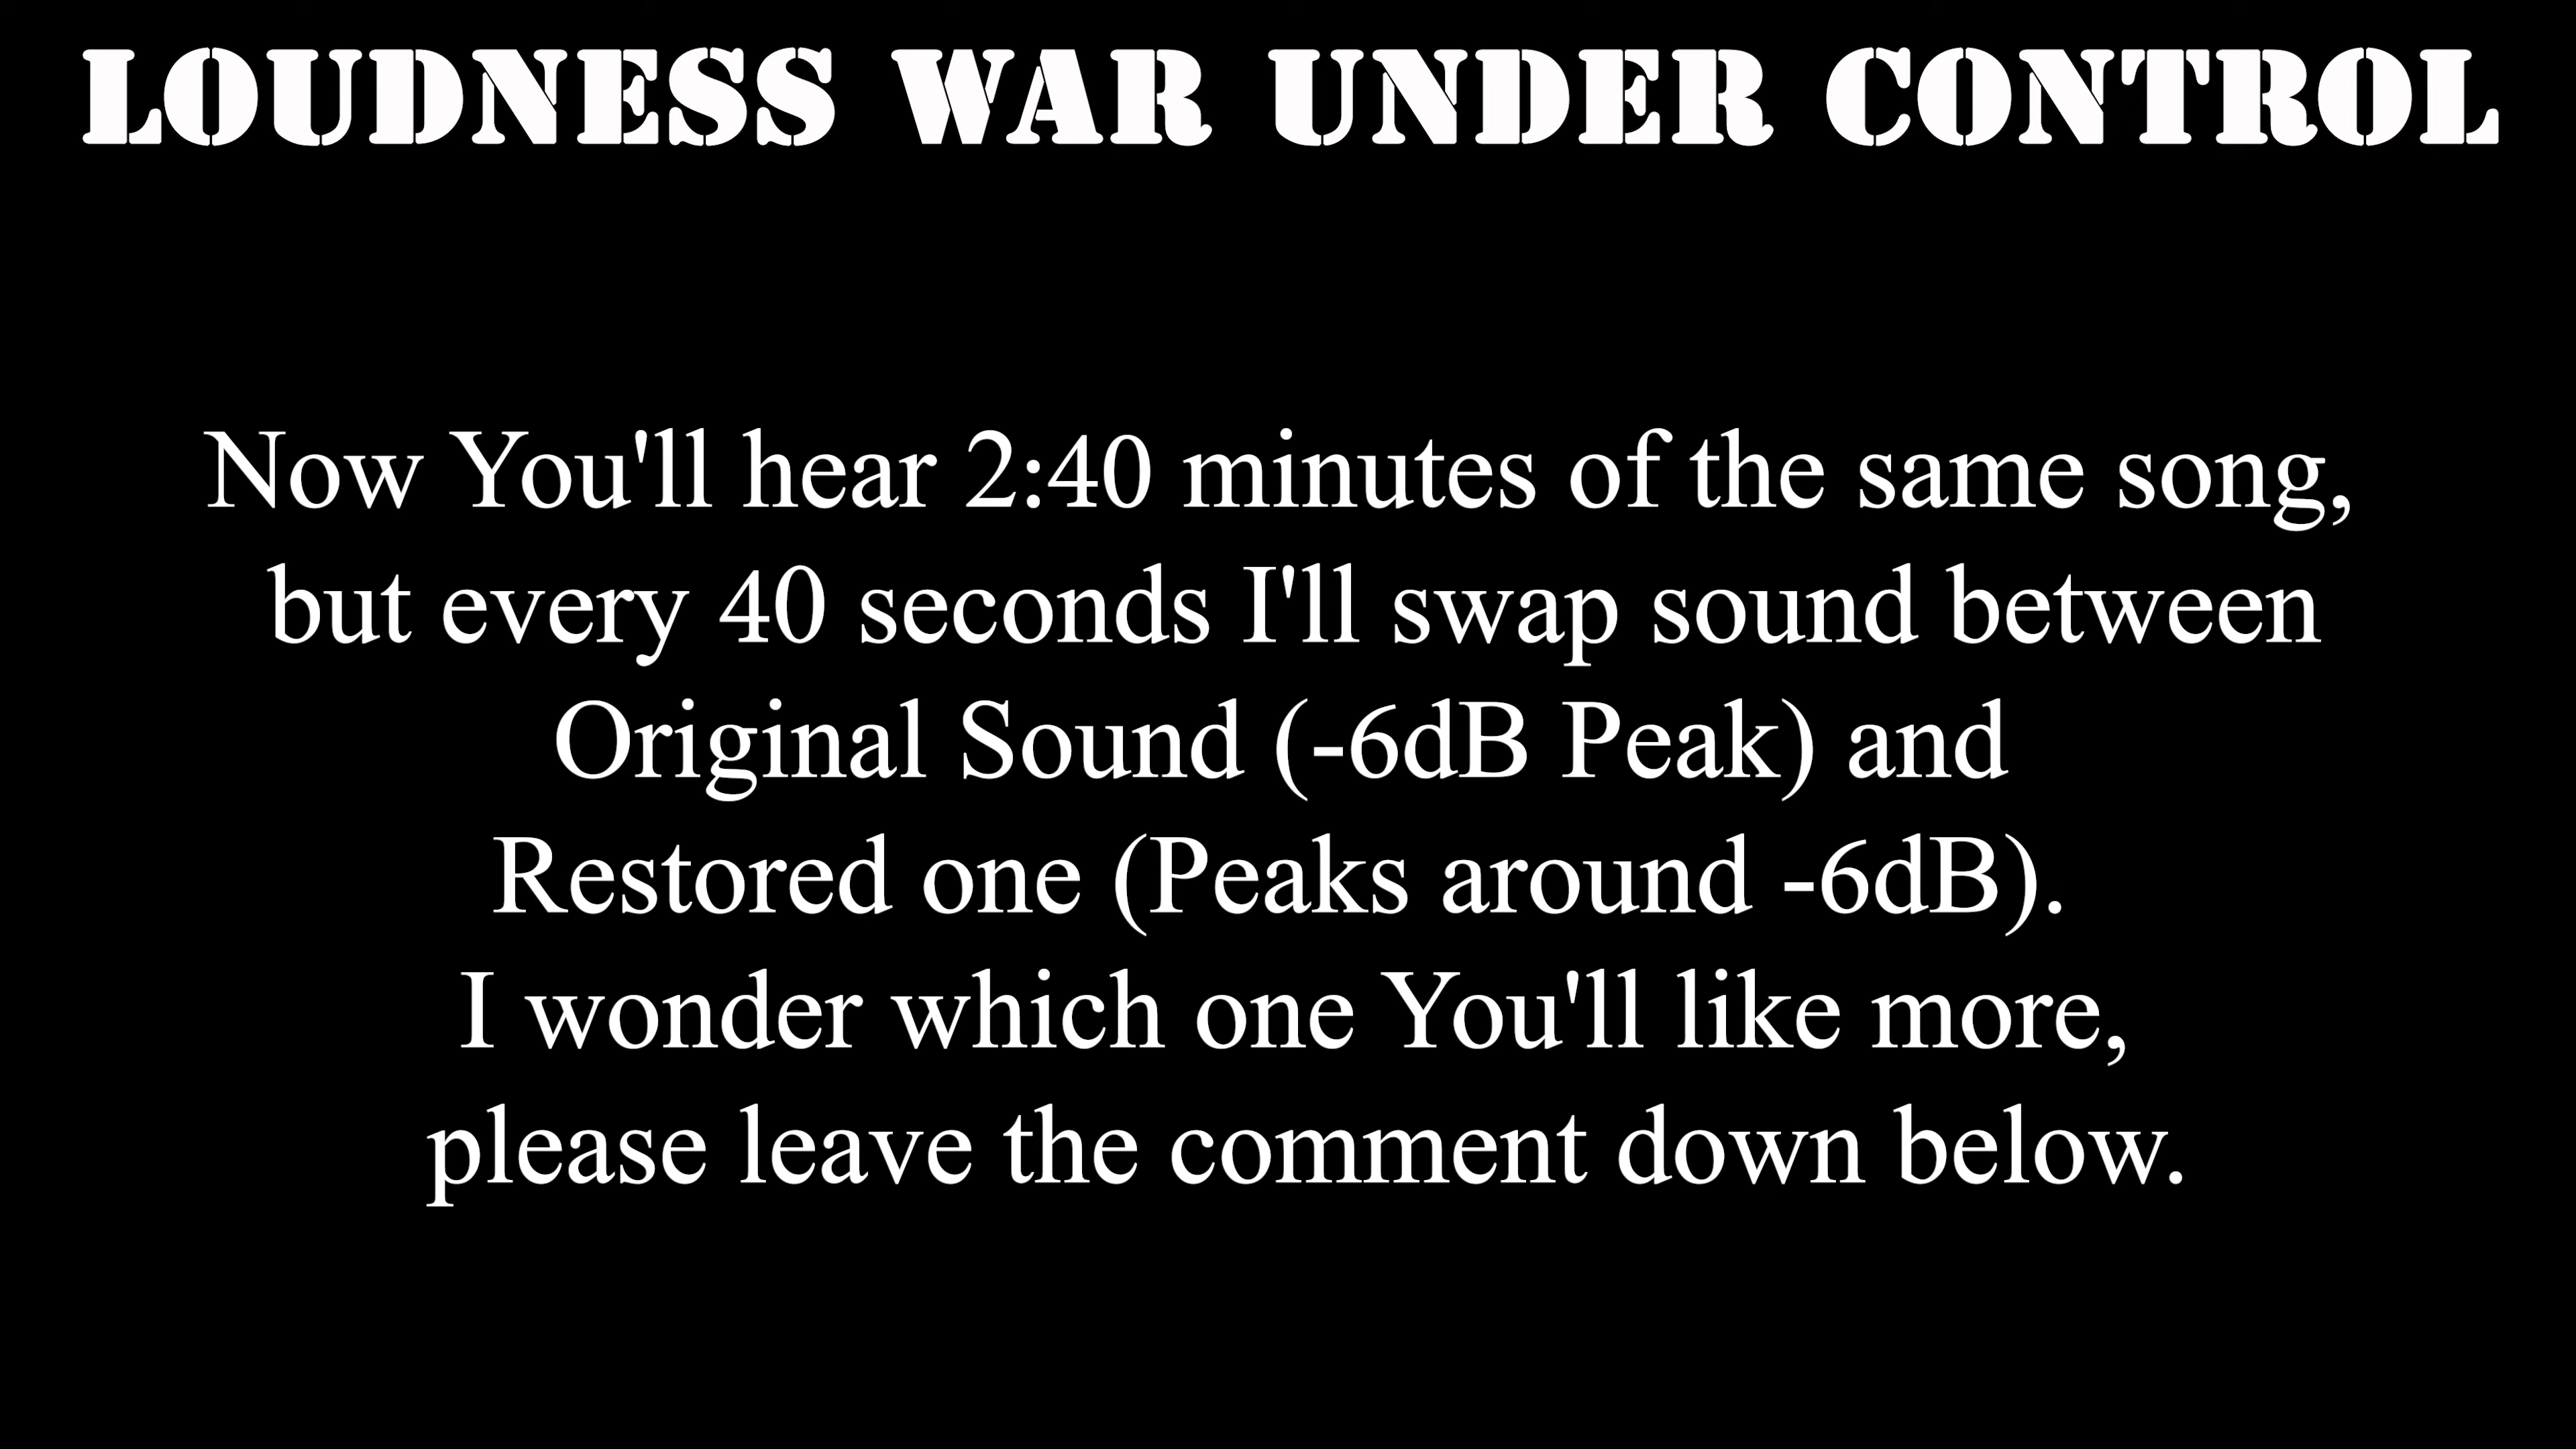 LOUDNESS WAR UNDER CONTROL
Now You'll hear 2:40 minutes of the same song,
but every 40 seconds I'll swap sound between
Original Sound (-6dB Peak) and
Restored one (Peaks around -6dB).
I wonder which one You'll like more,
please leave the comment down below.